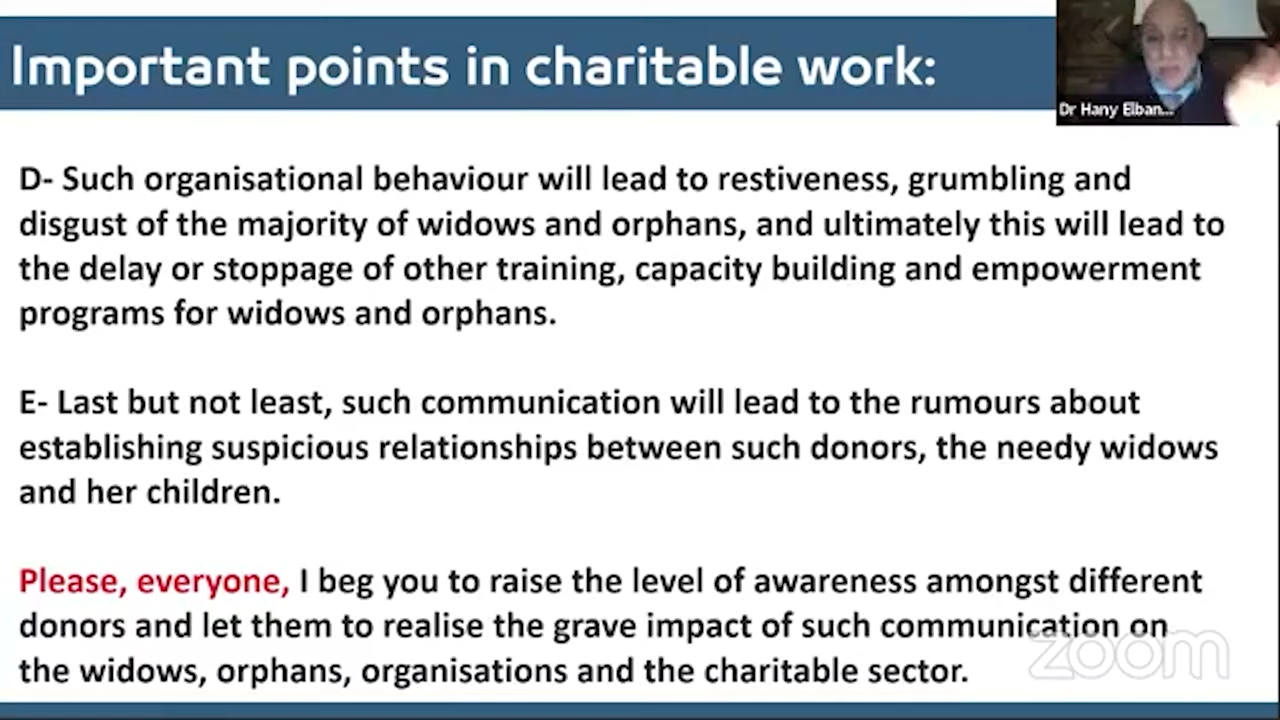 Important points in charitable work:
Dr Hany Elban...
D- Such organisational behaviour will lead to restiveness, grumbling and
disgust of the majority of widows and orphans, and ultimately this will lead to
the delay or stoppage of other training, capacity building and empowerment
programs for widows and orphans.
E- Last but not least, such communication will lead to the rumours about
establishing suspicious relationships between such donors, the needy widows
and her children.
Please, everyone, I beg you to raise the level of awareness amongst different
donors and let them to realise the grave impact of such communication on
the widows, orphans, organisations and the charitable sector.
zoom